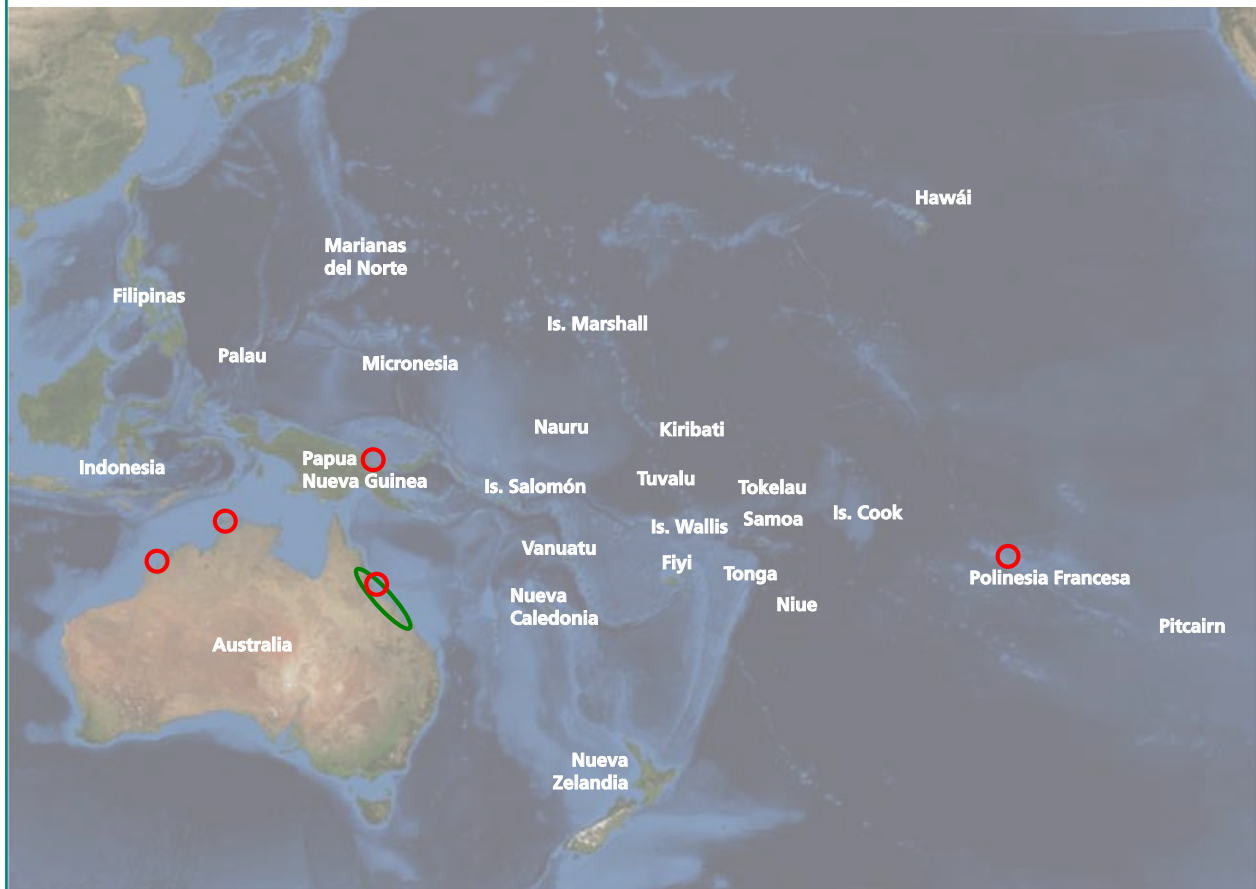 Hawái
Marianas
del Norte
Filipinas
Is. Marshall
Palau
Micronesia
Nauru
Kiribati
Papua
Nueva Guinea
Indonesia
Is. Salomón
Tuvalu
Tokelau
Is. Cook
Samoa
Is. Wallis
Vanuatu
Fiyi
Tonga
Polinesia Francesa
Nueva
Caledonia
Niue
Pitcairn
Australia
Nueva
Zelandia